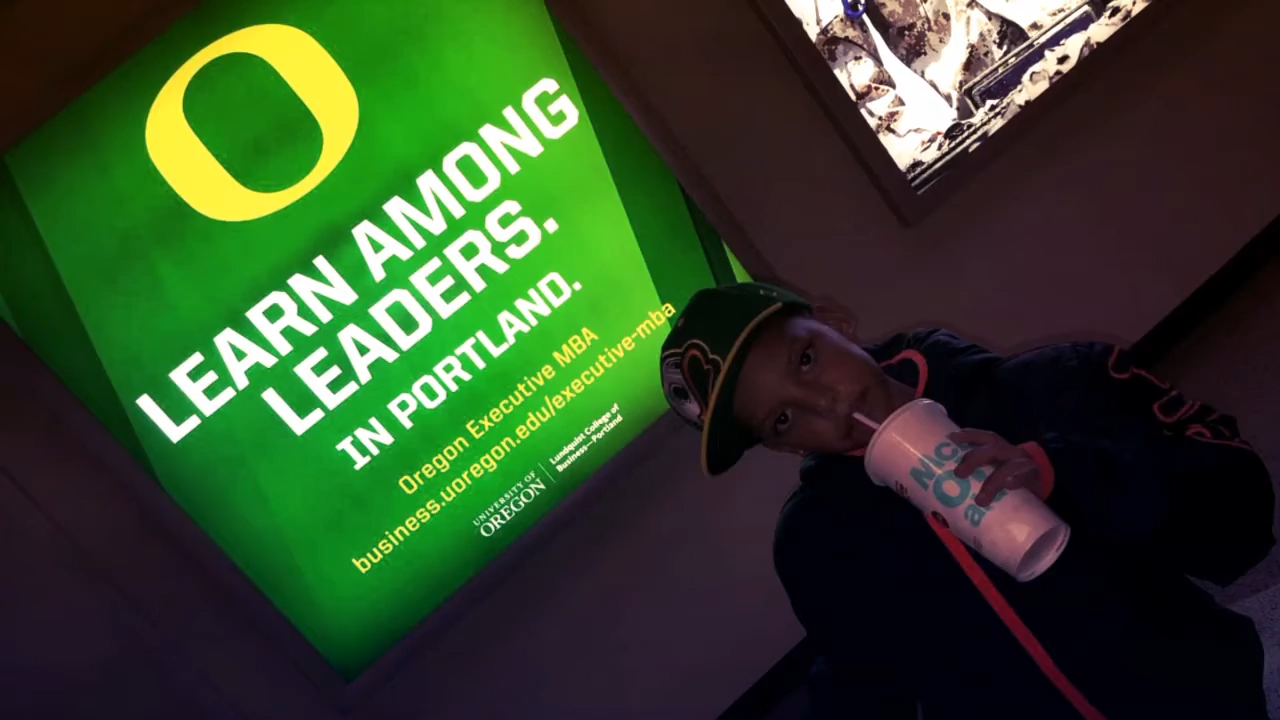 O
LEARN AMONG
LEADERS.
IN PORTLAND.
Oregon Executive MBA
business.uoregon.edu/executive-mba
UNIVERSITY OF
OREGON
Lundquist College of
Business—Portland